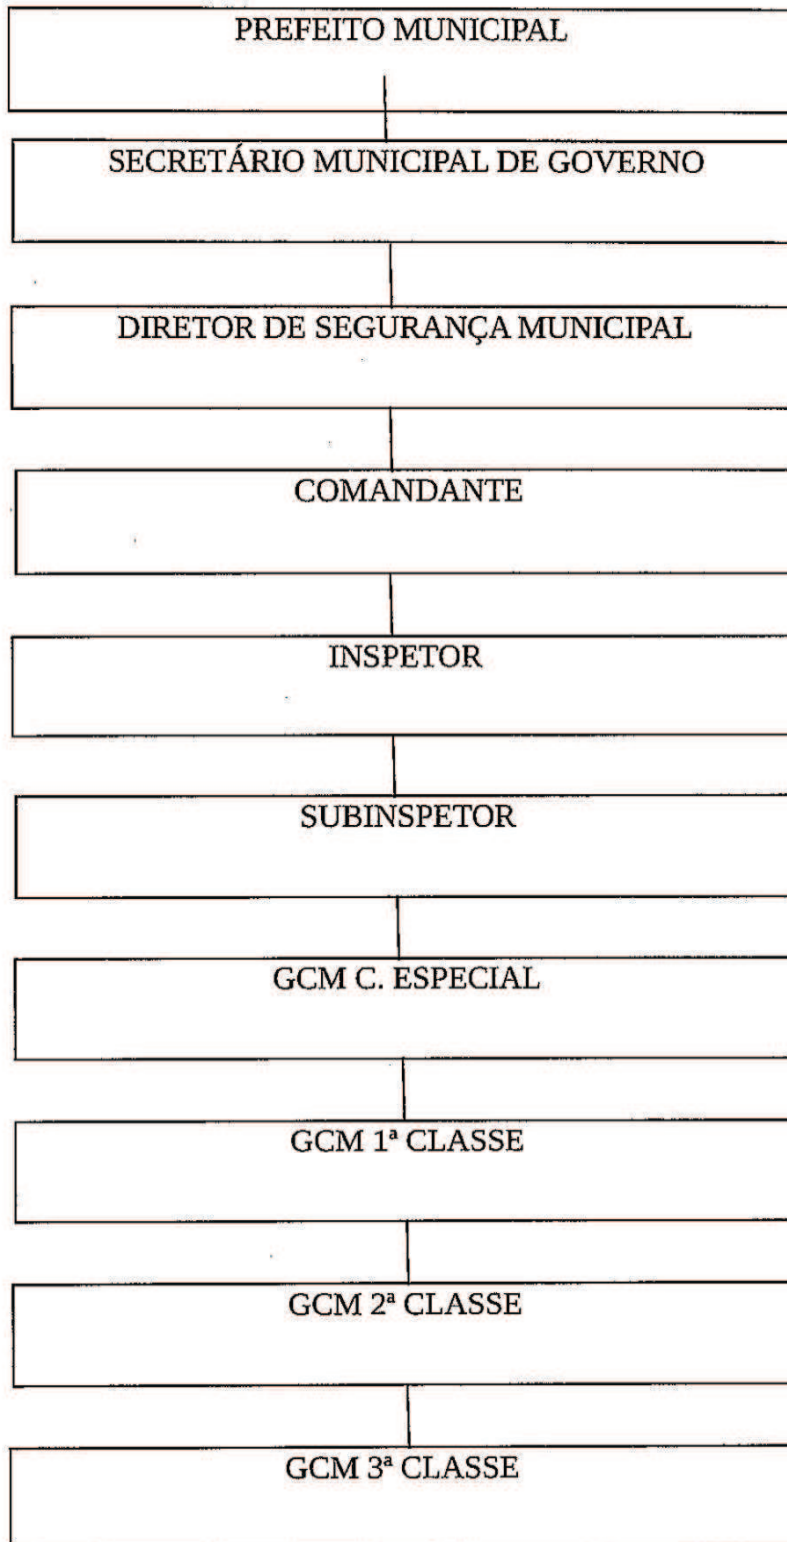 PREFEITO MUNICIPAL
SECRETÁRIO MUNICIPAL DE GOVERNO
DIRETOR DE SEGURANÇA MUNICIPAL
COMANDANTE
INSPETOR
SUBINSPETOR
GCM C. ESPECIAL
GCM 1ª CLASSE
GCM 2ª CLASSE
GCM 3ª CLASSE